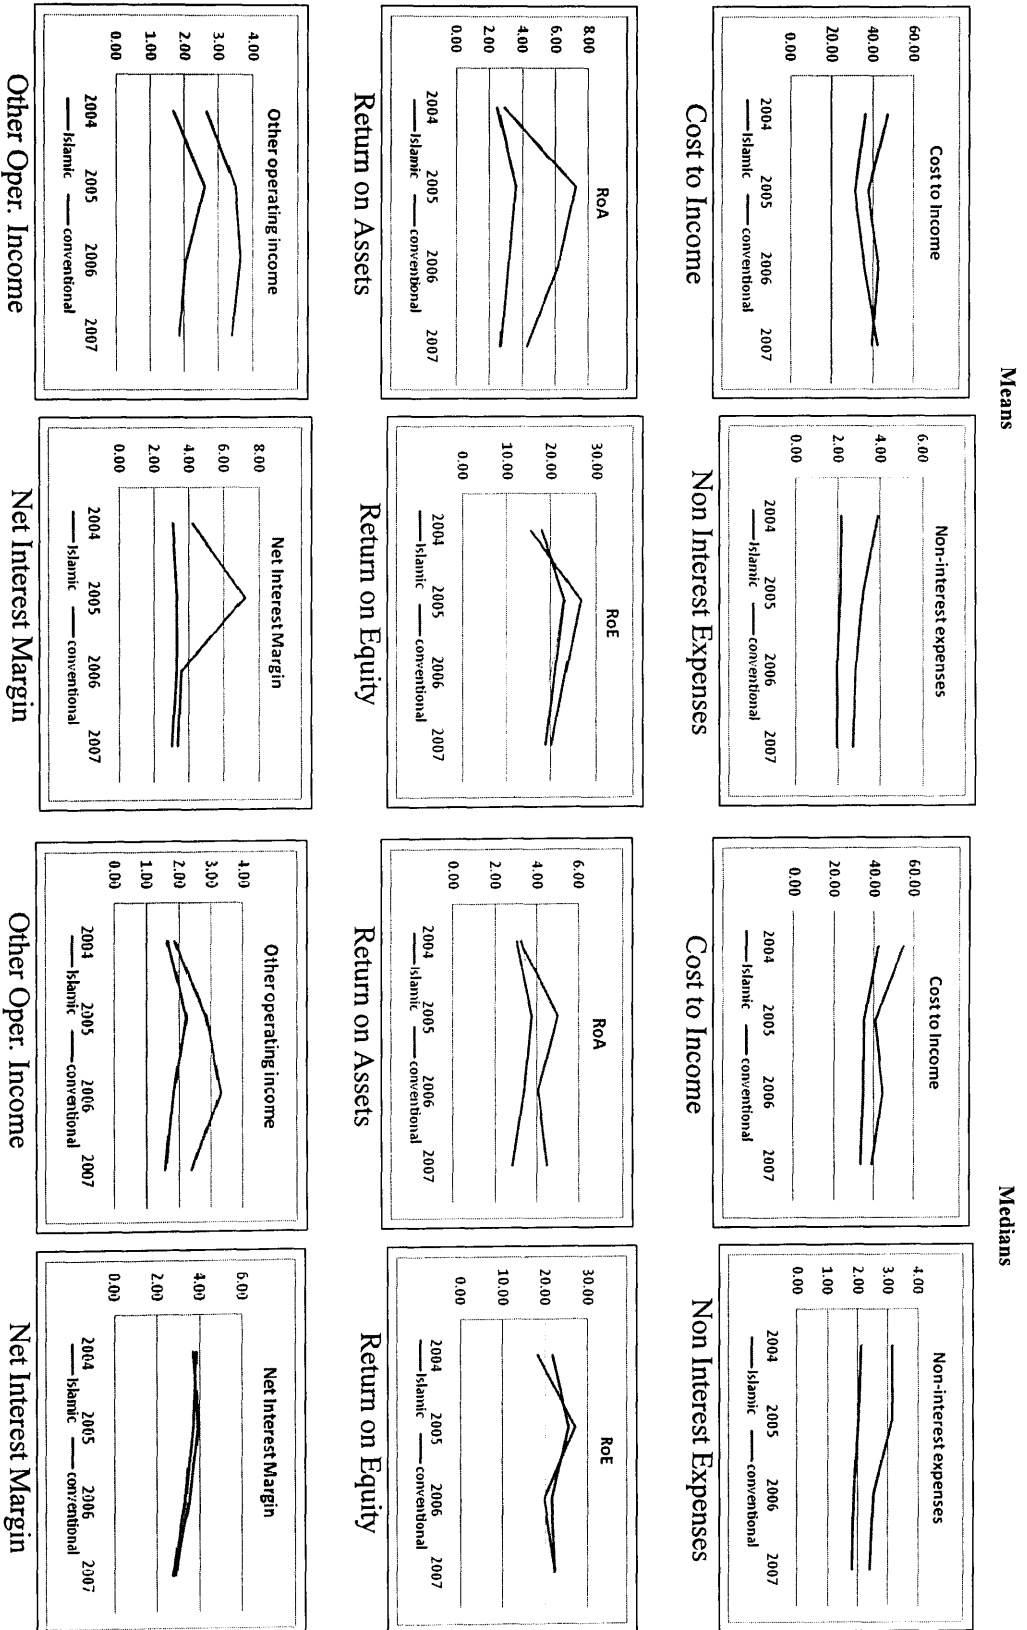 Means
Medians
Cost to Income
60.00
40.00
20.00
0.00
2004 2005 2006 2007
Islamic conventional
Cost to Income
Non-interest expenses
6.00
4.00
2.00
0.00
2004 2005 2006 2007
Islamic conventional
Non Interest Expenses
Cost to Income
60.00
40.00
20.00
0.00
2004 2005 2006 2007
Islamic conventional
Cost to Income
Non-interest expenses
4.00
3.00
2.00
1.00
0.00
2004 2005 2006 2007
Islamic conventional
Non Interest Expenses
RoA
8.00
6.00
4.00
2.00
0.00
2004 2005 2006 2007
Islamic conventional
Return on Assets
RoE
30.00
20.00
10.00
0.00
2004 2005 2006 2007
Islamic conventional
Return on Equity
RoA
6.00
4.00
2.00
0.00
2004 2005 2006 2007
Islamic conventional
Return on Assets
RoE
30.00
20.00
10.00
0.00
2004 2005 2006 2007
Islamic conventional
Return on Equity
Other operating income
4.00
3.00
2.00
1.00
0.00
2004 2005 2006 2007
Islamic conventional
Other Oper. Income
Net Interest Margin
8.00
6.00
4.00
2.00
0.00
2004 2005 2006 2007
Islamic conventional
Net Interest Margin
Other operating income
4.00
3.00
2.00
1.00
0.00
2004 2005 2006 2007
Islamic conventional
Other Oper. Income
Net Interest Margin
6.00
4.00
2.00
0.00
2004 2005 2006 2007
Islamic conventional
Net Interest Margin